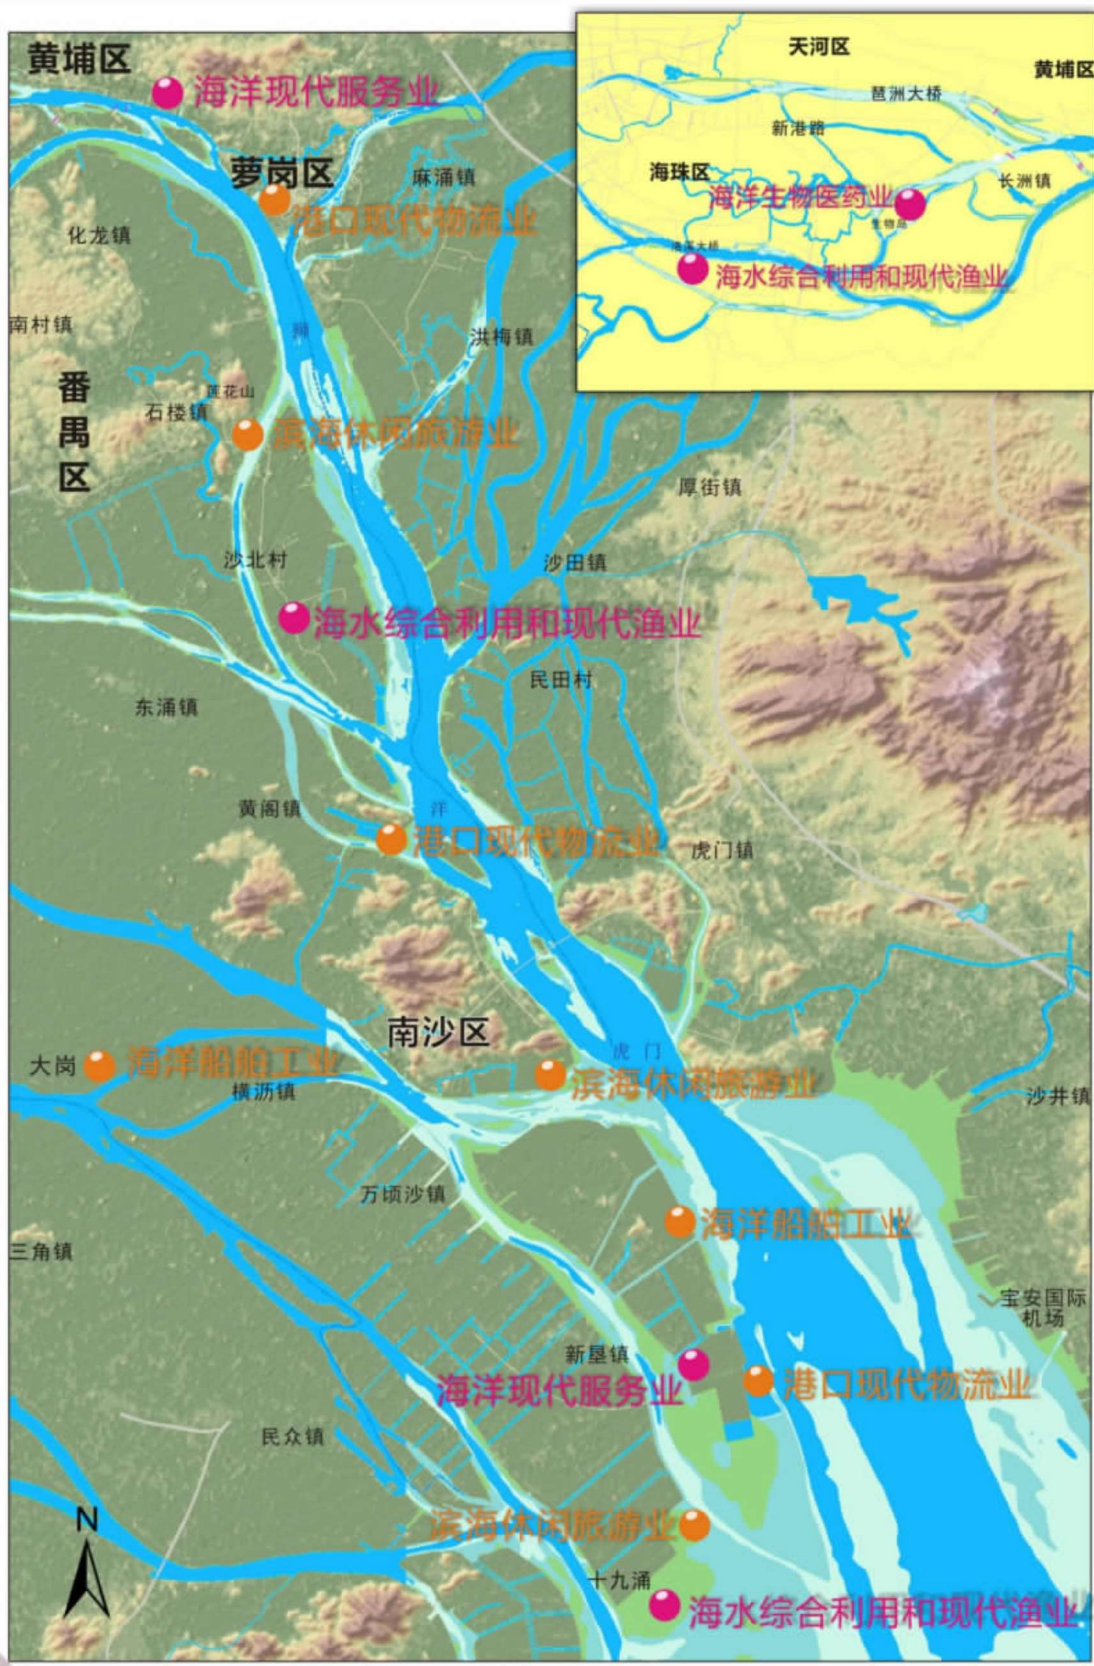 黄埔区
海洋现代服务业
天河区
黄埔区
琶洲大桥
新港路
海珠区
长洲镇
海洋生物医药业
生物岛
海水综合利用和现代渔业
萝岗区
麻涌镇
港口现代物流业
化龙镇
南村镇
狮
洪梅镇
番禺区
莲花山
石楼镇
滨海休闲旅游业
厚街镇
沙北村
沙田镇
海水综合利用和现代渔业
民田村
东涌镇
黄阁镇
洋
港口现代物流业
虎门镇
南沙区
虎门
大岗
海洋船舶工业
滨海休闲旅游业
横沥镇
沙井镇
万顷沙镇
海洋船舶工业
三角镇
宝安国际
机场
新垦镇
海洋现代服务业
港口现代物流业
民众镇
N
滨海休闲旅游业
十九涌
海水综合利用和现代渔业